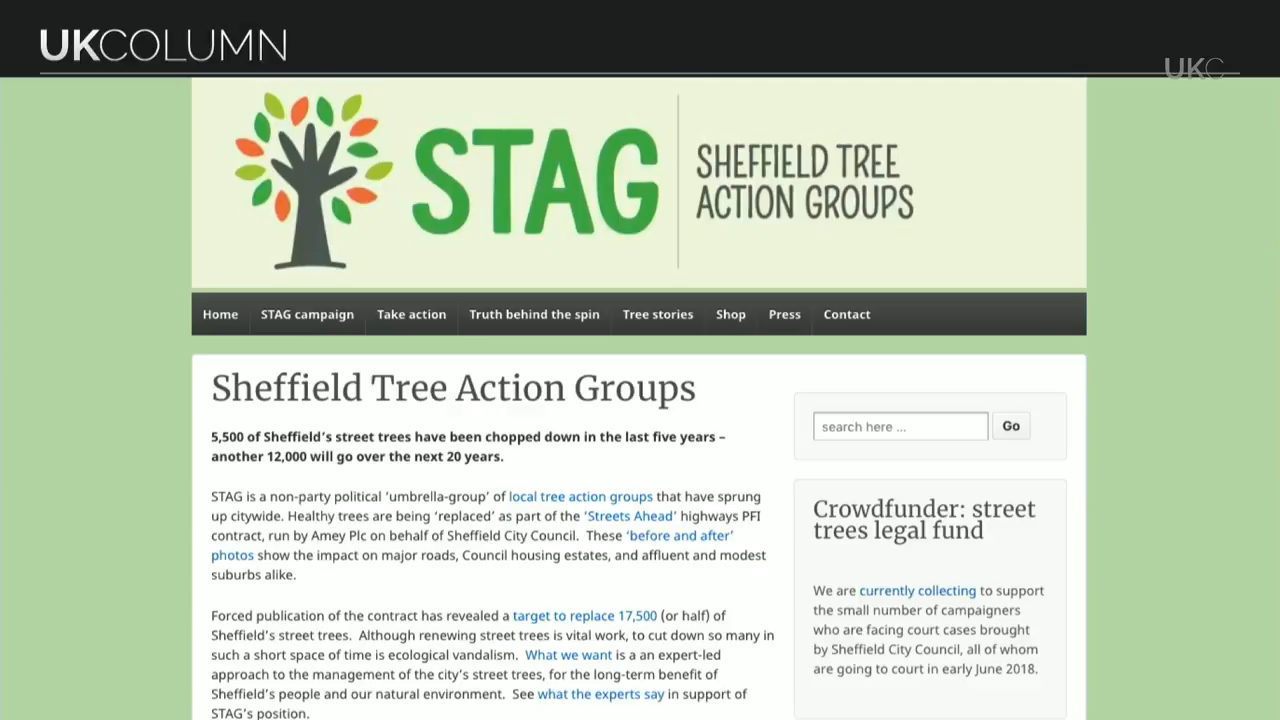 UKCOLUMN
UKC
STAG
SHEFFIELD TREE
ACTION GROUPS
Home STAG campaign Take action Truth behind the spin Tree stories Shop Press Contact
Sheffield Tree Action Groups
5,500 of Sheffield’s street trees have been chopped down in the last five years –
another 12,000 will go over the next 20 years.
STAG is a non-party political ‘umbrella-group’ of local tree action groups that have sprung
up citywide. Healthy trees are being ‘replaced’ as part of the ‘Streets Ahead’ highways PFI
contract, run by Amey Plc on behalf of Sheffield City Council. These ‘before and after’
photos show the impact on major roads, Council housing estates, and affluent and modest
suburbs alike.
Forced publication of the contract has revealed a target to replace 17,500 (or half) of
Sheffield’s street trees. Although renewing street trees is vital work, to cut down so many in
such a short space of time is ecological vandalism. What we want is a an expert-led
approach to the management of the city’s street trees, for the long-term benefit of
Sheffield’s people and our natural environment. See what the experts say in support of
STAG’s position.
search here ... Go
Crowdfunder: street
trees legal fund
We are currently collecting to support
the small number of campaigners
who are facing court cases brought
by Sheffield City Council, all of whom
are going to court in early June 2018.